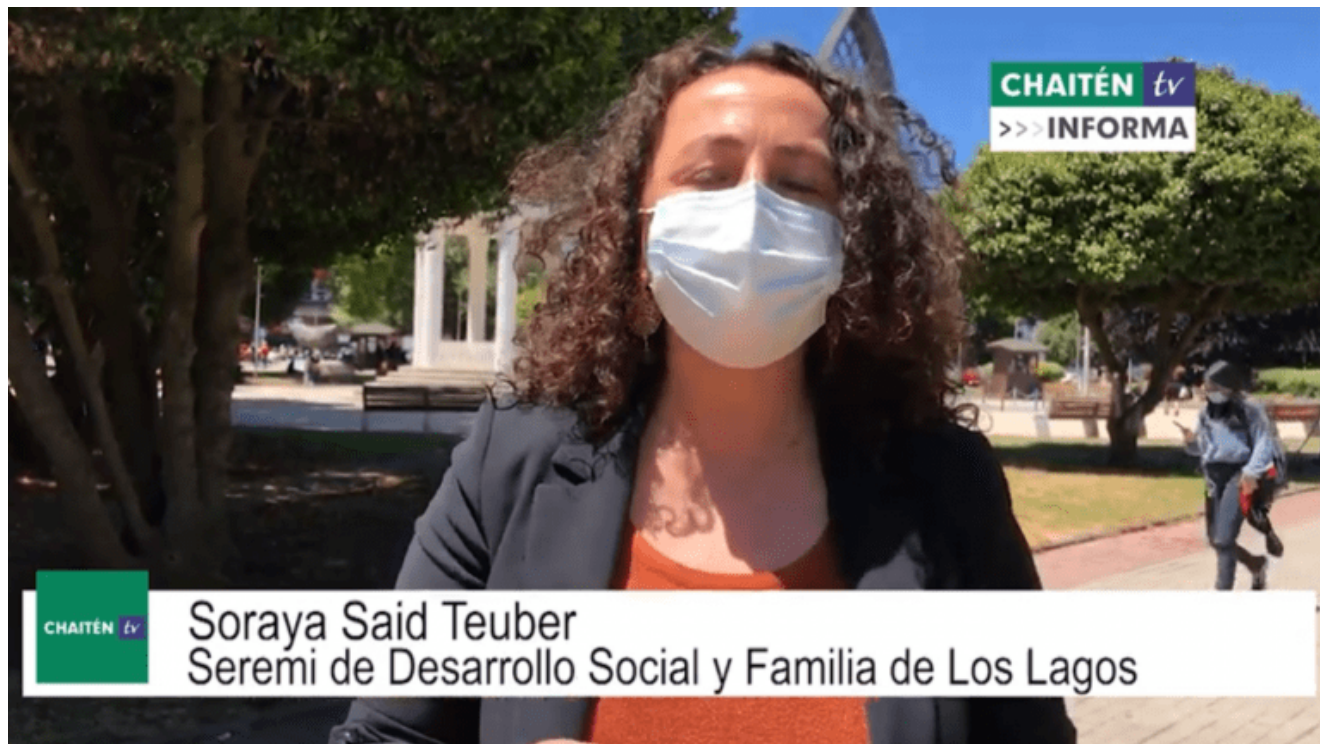 CHAITÉN tv
>>>INFORMA
CHAITÉN tv
Soraya Said Teuber
Seremi de Desarrollo Social y Familia de Los Lagos